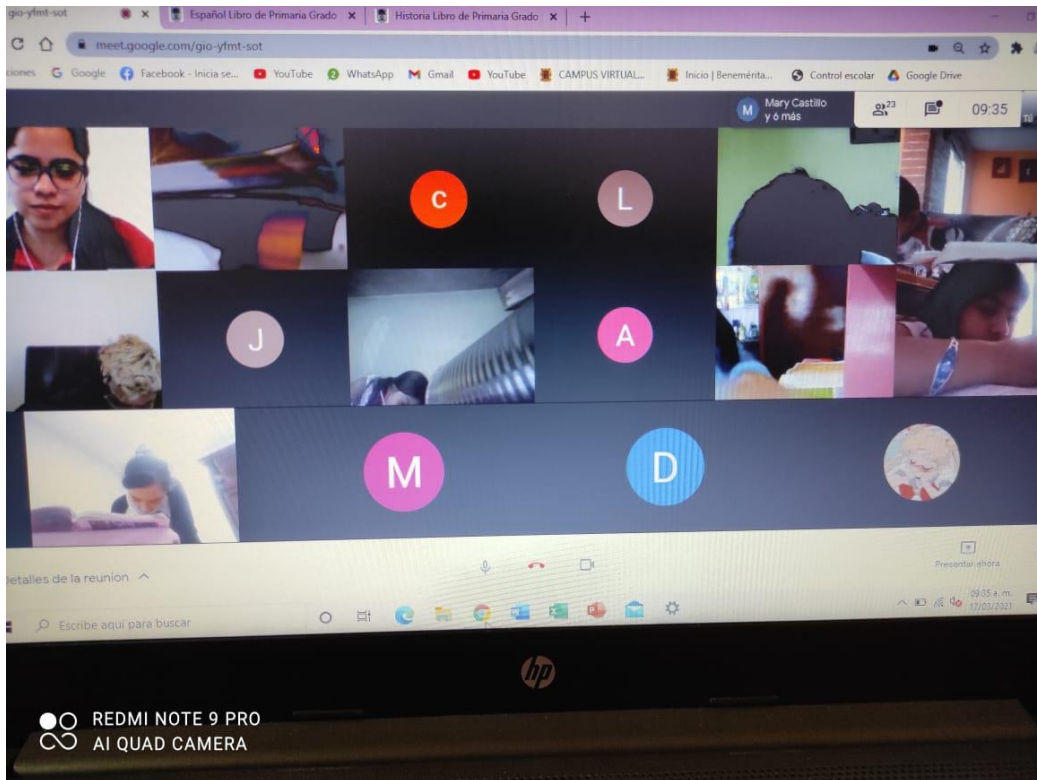 gio-yfmt-sot
Español Libro de Primaria Grado
Historia Libro de Primaria Grado
meet.google.com/gio-yfmt-sot
ciones Google Facebook - Inicia se... YouTube WhatsApp Gmail YouTube CAMPUS VIRTUAL... Inicio | Benemérita... Control escolar Google Drive
M Mary Castillo
y 6 más
23
09:35
Tú
C
L
J
A
M
D
Detalles de la reunión
Presentar ahora
Escribe aquí para buscar
09:35 a. m.
17/03/2021
hp
REDMI NOTE 9 PRO
AI QUAD CAMERA